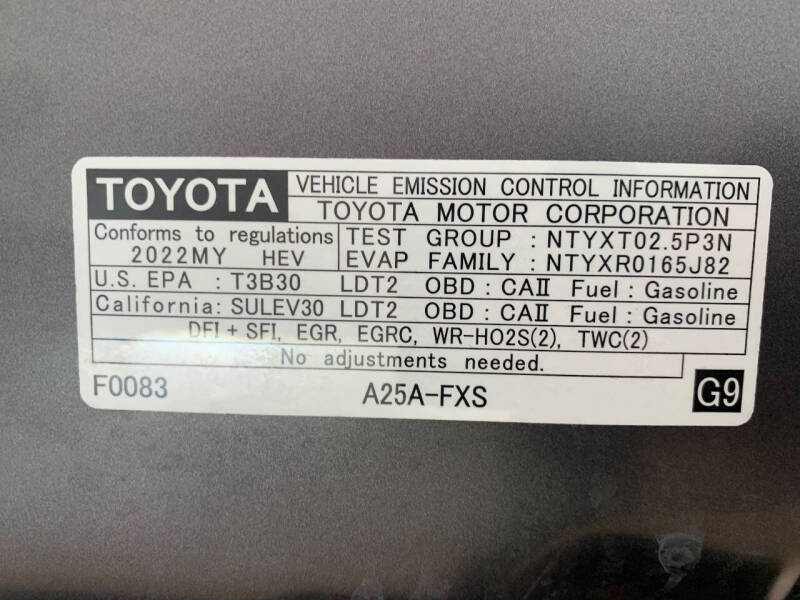 TOYOTA VEHICLE EMISSION CONTROL INFORMATION
TOYOTA MOTOR CORPORATION
Conforms to regulations TEST GROUP : NTYXT02.5P3N
2022MY HEV EVAP FAMILY : NTYXR0165J82
U.S. EPA : T3B30 LDT2 OBD : CAII Fuel : Gasoline
California: SULEV30 LDT2 OBD : CAII Fuel : Gasoline
DFI + SFI, EGR, EGRC, WR-HO2S(2), TWC(2)
No adjustments needed.
F0083 A25A-FXS G9